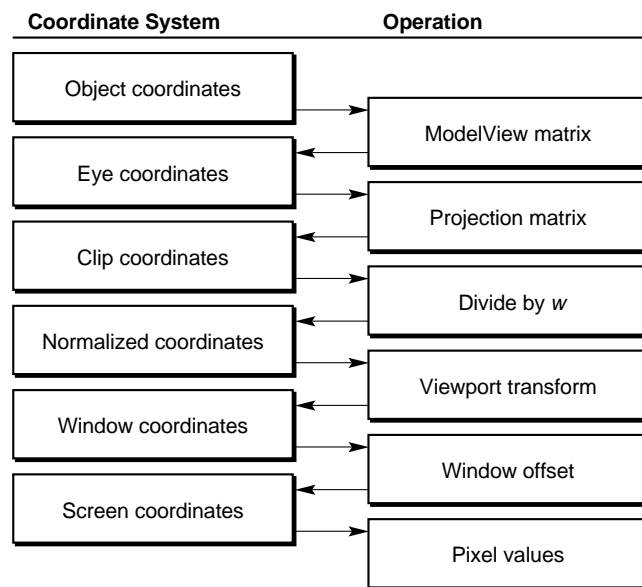 Coordinate System
Operation
Object coordinates
ModelView matrix
Eye coordinates
Projection matrix
Clip coordinates
Divide by w
Normalized coordinates
Viewport transform
Window coordinates
Window offset
Screen coordinates
Pixel values